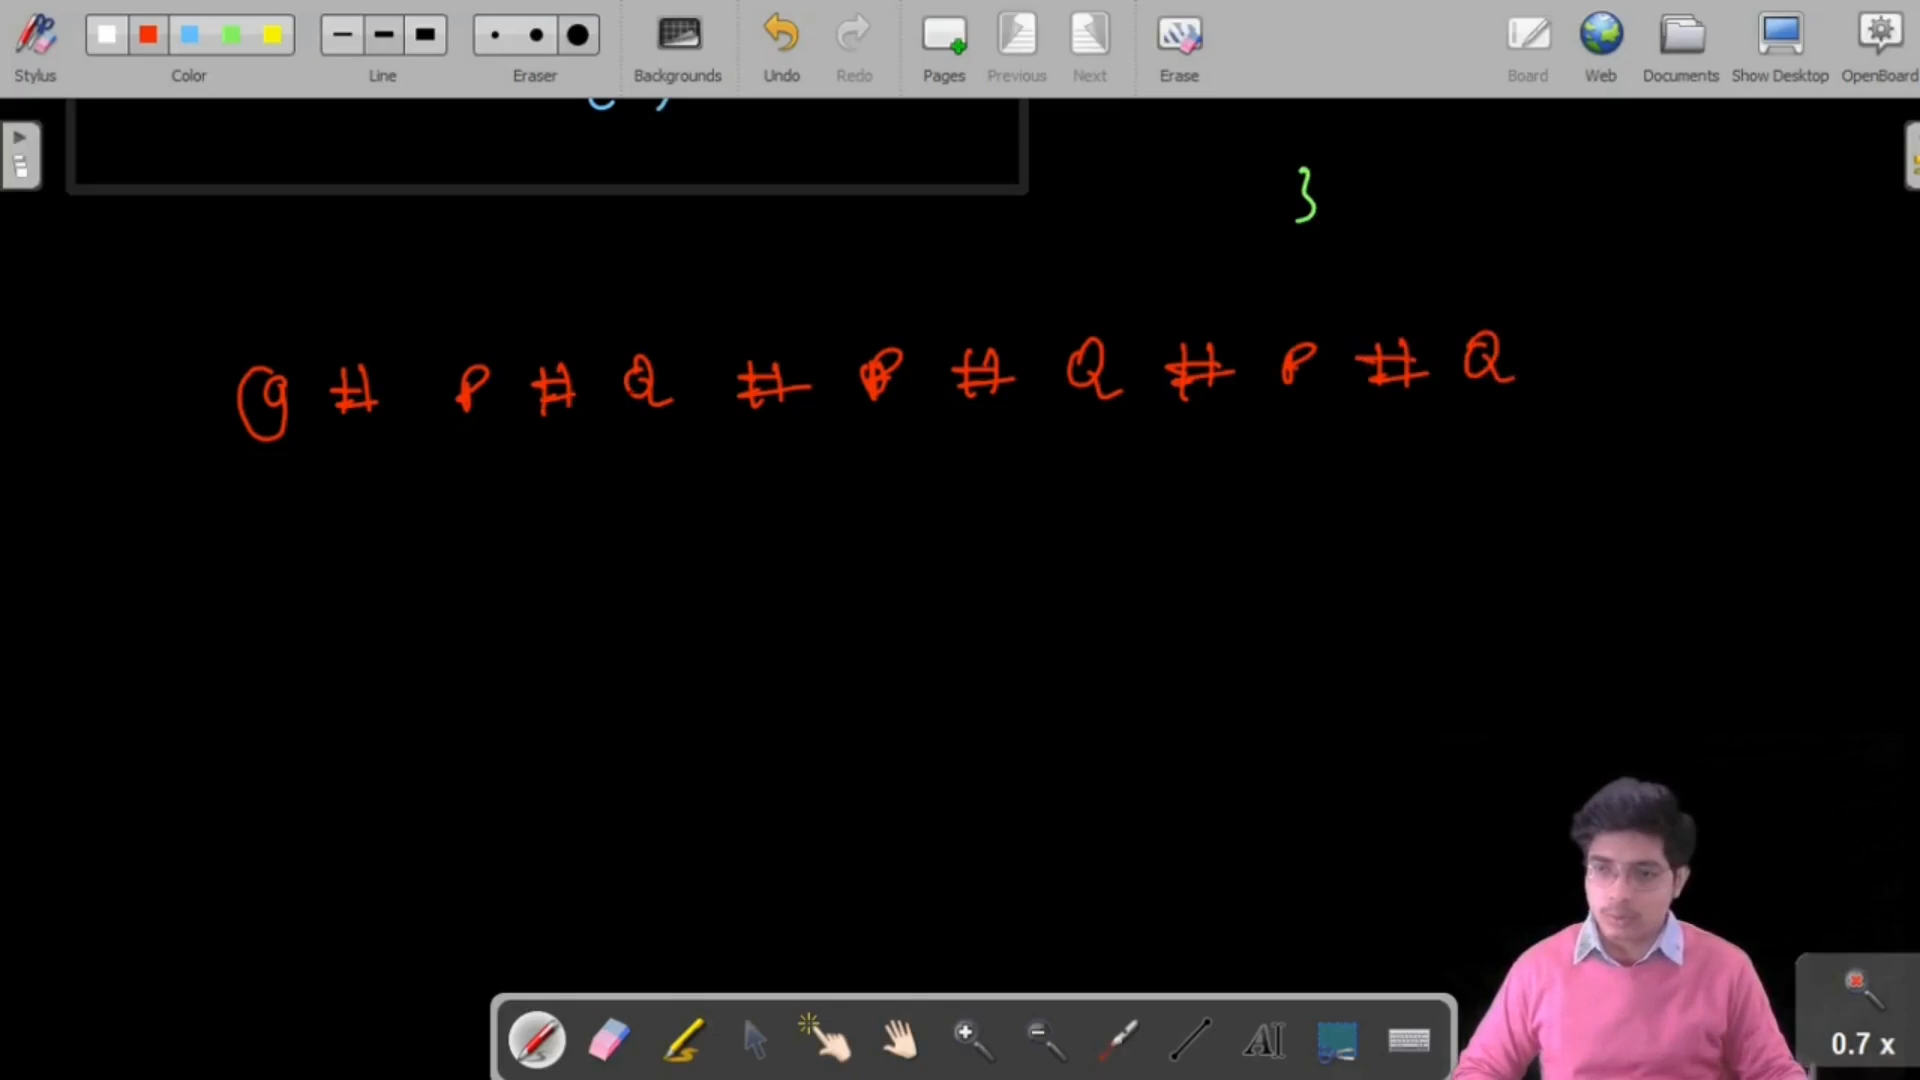 Stylus Color Line Eraser Backgrounds Undo Redo Pages Previous Next Erase Board Web Documents Show Desktop OpenBoard
}
# P # Q # P # Q # P # Q
0.7 x